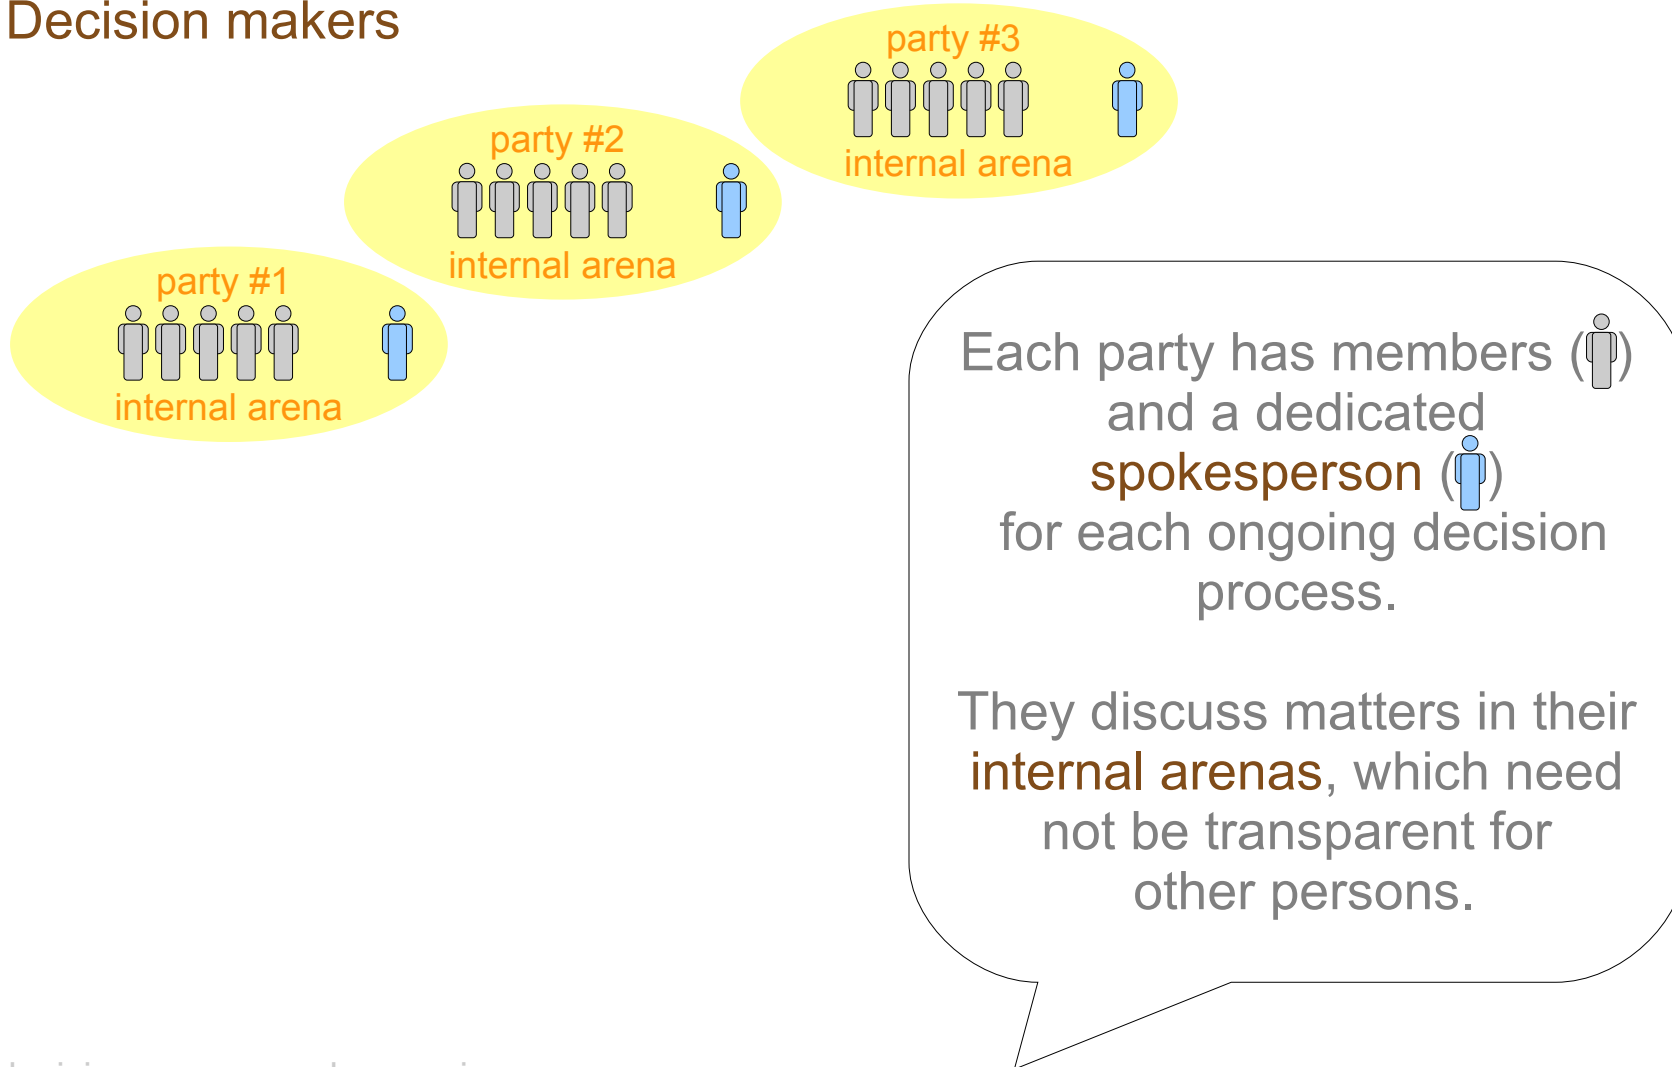 Decision makers
party #3
internal arena
party #2
internal arena
party #1
internal arena
Each party has members ( )
and a dedicated
spokesperson ( )
for each ongoing decision
process.
They discuss matters in their
internal arenas, which need
not be transparent for
other persons.